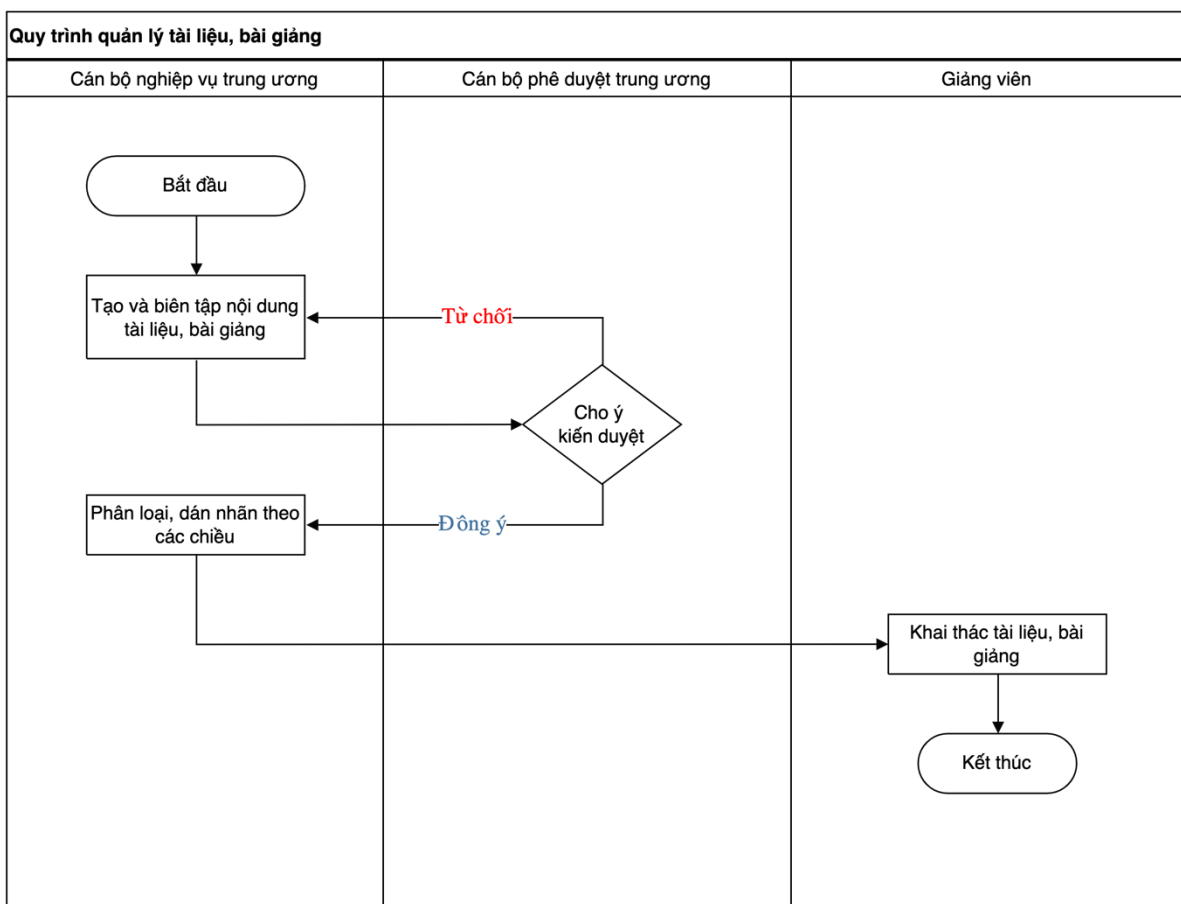 Quy trình quản lý tài liệu, bài giảng
Cán bộ nghiệp vụ trung ương
Cán bộ phê duyệt trung ương
Giảng viên
Bắt đầu
Tạo và biên tập nội dung
tài liệu, bài giảng
Từ chối
Cho ý
kiến duyệt
Phân loại, dán nhãn theo
các chiều
Đông ý
Khai thác tài liệu, bài
giảng
Kết thúc